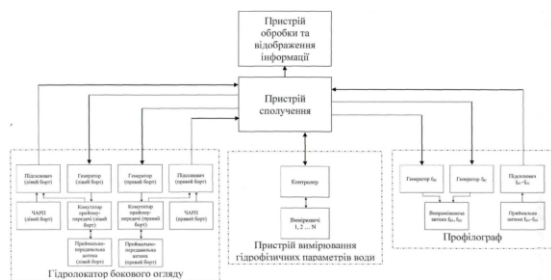 Пристрій
обробки та
відображення
інформації
Пристрій
сполучення
Підсилювач
(лівий борт)
Генератор
(лівий борт)
Генератор
(правий борт)
Підсилювач
(правий борт)
ЧАРП
(лівий борт)
Комутатор
прийому-
передачі (лівий
борт)
Комутатор
прийому-
передачі
(правий борт)
ЧАРП
(правий борт)
Приймально-
передавальна
антена
(лівий борт)
Приймально-
передавальна
антена
(правий борт)
Гідролокатор бокового огляду
Контролер
Вимірювачі
1, 2 ... N
Пристрій вимірювання
гідрофізичних параметрів води
Генератор
Генератор
Підсилювач
Випромінююча
антена
Приймальна
антена
Профілограф